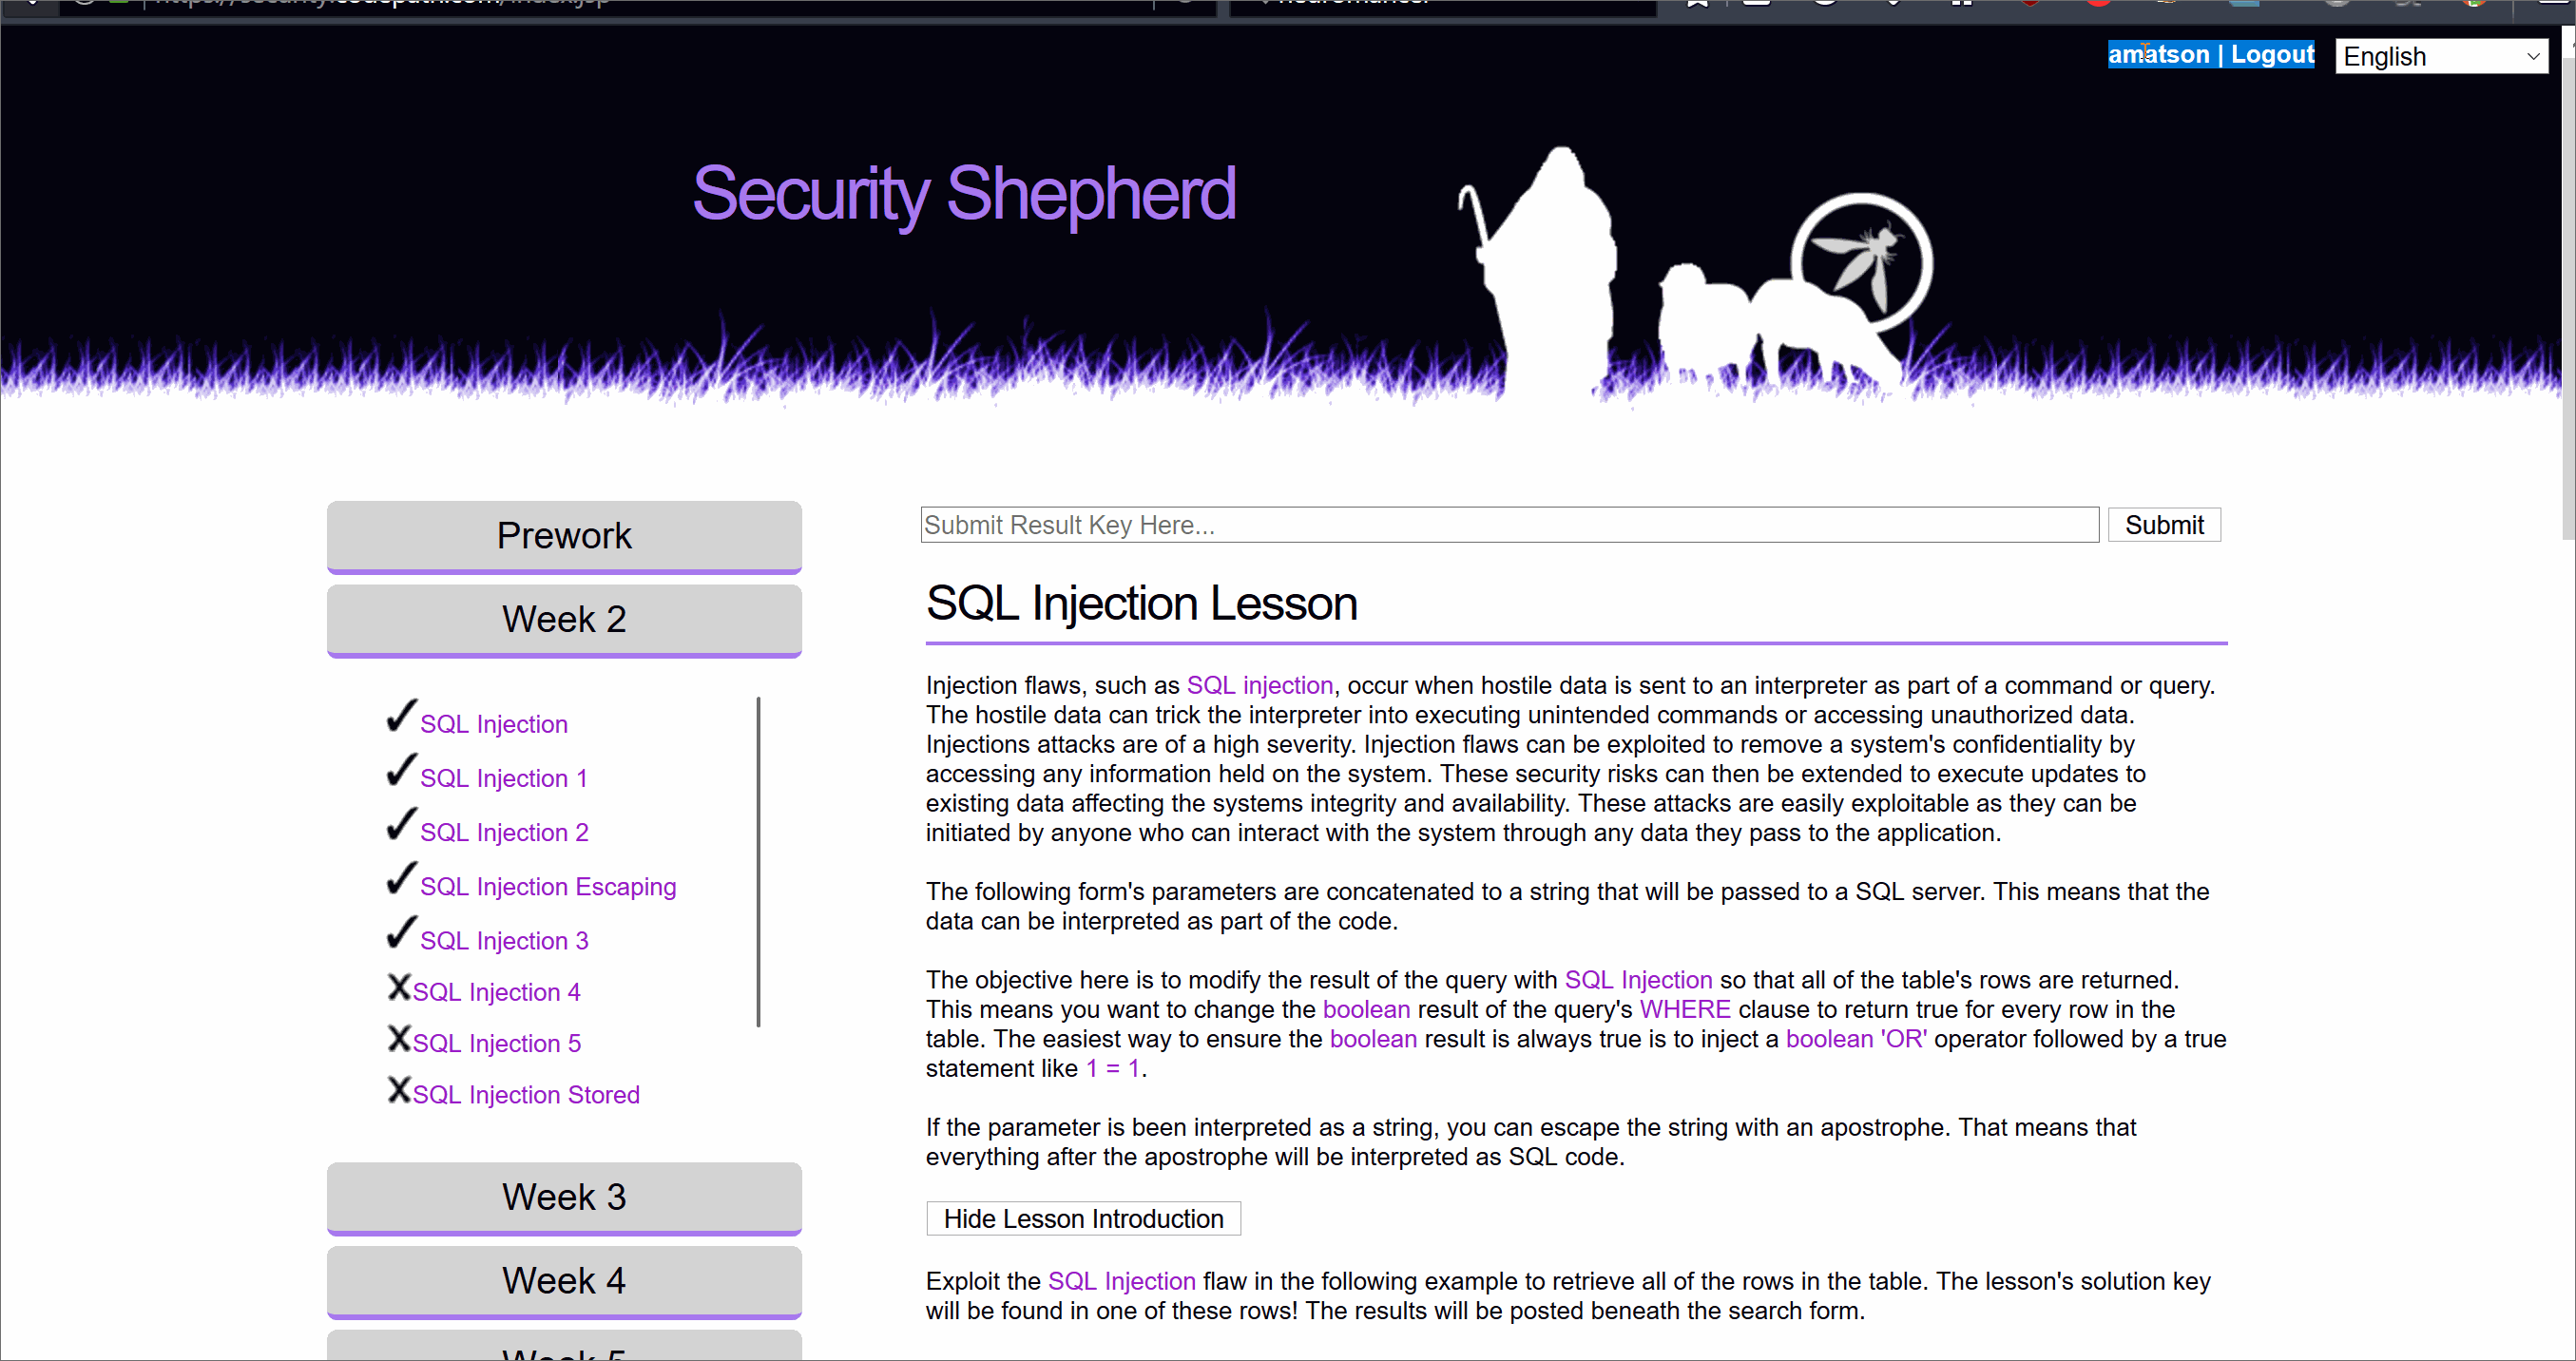 amatson | Logout
English
Security Shepherd
Prework
Week 2
SQL Injection
SQL Injection 1
SQL Injection 2
SQL Injection Escaping
SQL Injection 3
SQL Injection 4
SQL Injection 5
SQL Injection Stored
Week 3
Week 4
Week 5
Submit Result Key Here...
Submit
SQL Injection Lesson
Injection flaws, such as SQL injection, occur when hostile data is sent to an interpreter as part of a command or query.
The hostile data can trick the interpreter into executing unintended commands or accessing unauthorized data.
Injections attacks are of a high severity. Injection flaws can be exploited to remove a system's confidentiality by
accessing any information held on the system. These security risks can then be extended to execute updates to
existing data affecting the systems integrity and availability. These attacks are easily exploitable as they can be
initiated by anyone who can interact with the system through any data they pass to the application.
The following form's parameters are concatenated to a string that will be passed to a SQL server. This means that the
data can be interpreted as part of the code.
The objective here is to modify the result of the query with SQL Injection so that all of the table's rows are returned.
This means you want to change the boolean result of the query's WHERE clause to return true for every row in the
table. The easiest way to ensure the boolean result is always true is to inject a boolean 'OR' operator followed by a true
statement like 1 = 1.
If the parameter is been interpreted as a string, you can escape the string with an apostrophe. That means that
everything after the apostrophe will be interpreted as SQL code.
Hide Lesson Introduction
Exploit the SQL Injection flaw in the following example to retrieve all of the rows in the table. The lesson's solution key
will be found in one of these rows! The results will be posted beneath the search form.